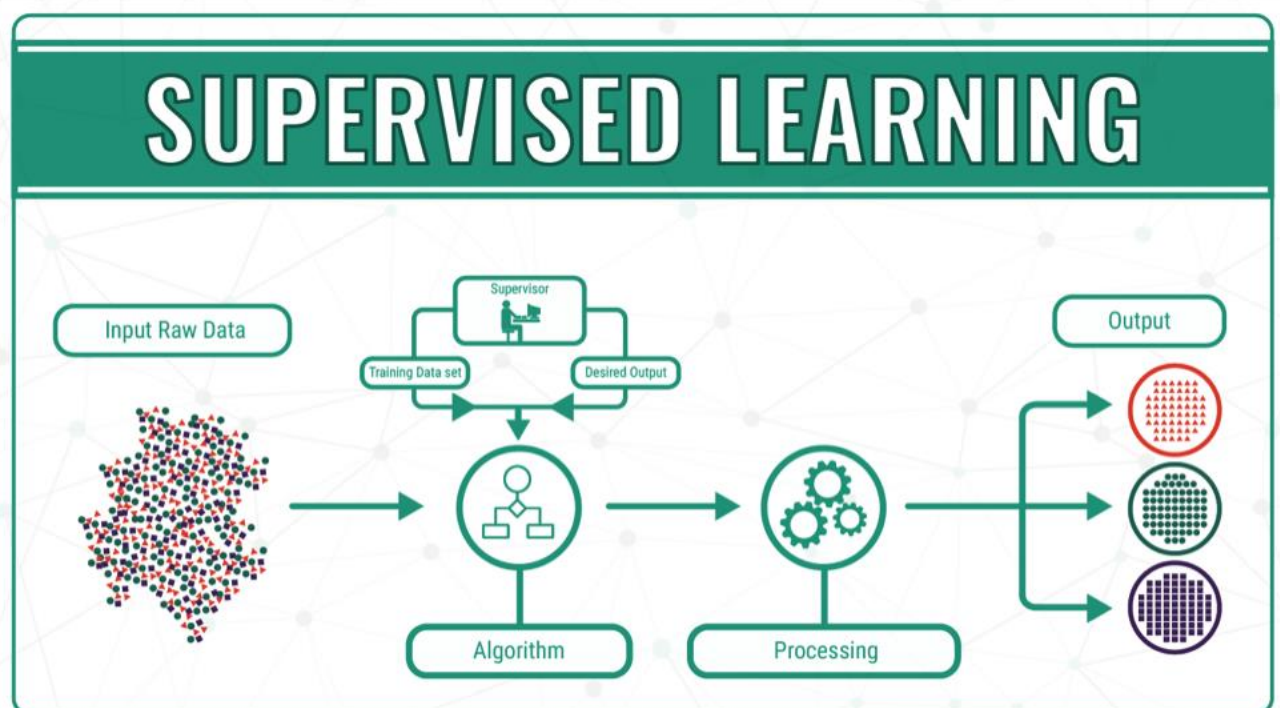 SUPERVISED LEARNING
Supervisor
Input Raw Data
Output
Training Data set
Desired Output
Algorithm
Processing